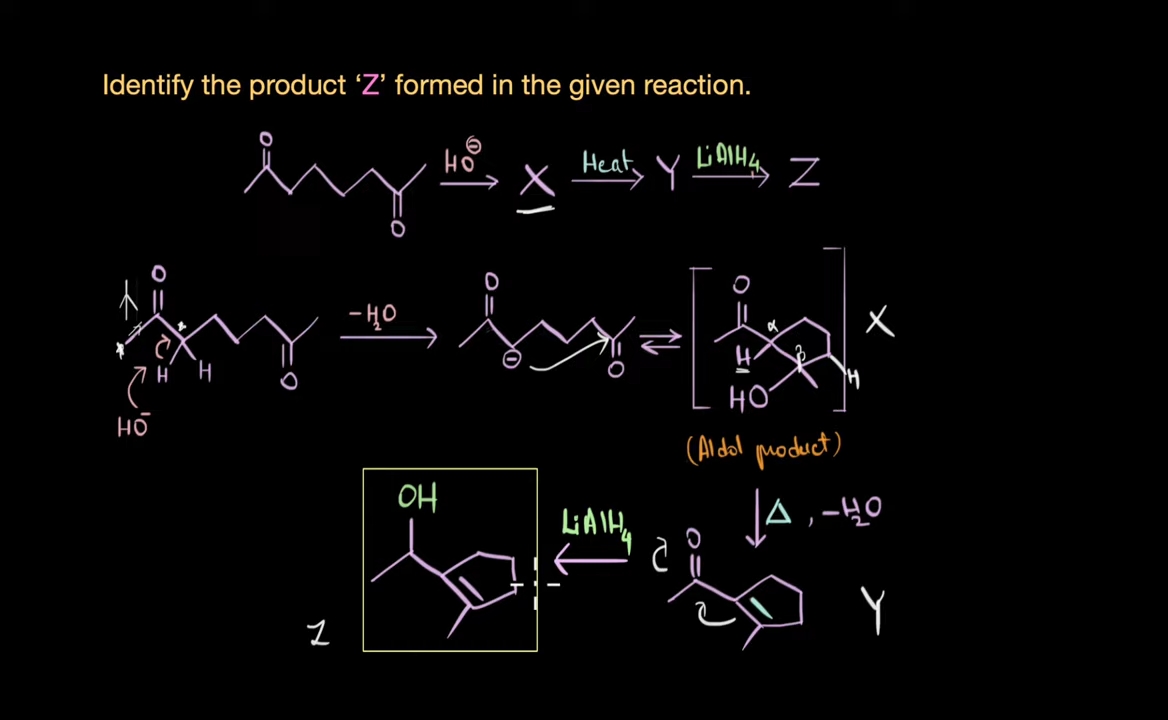 Identify the product ‘Z’ formed in the given reaction.
O
O
HO⊖
X
Heat
Y
LiAlH4
Z
O
H
H
HO-
O
-H2O
O
⊖
O
O
α
β
H
HO
H
X
(Aldol product)
Δ, -H2O
O
Y
LiAlH4
OH
Z